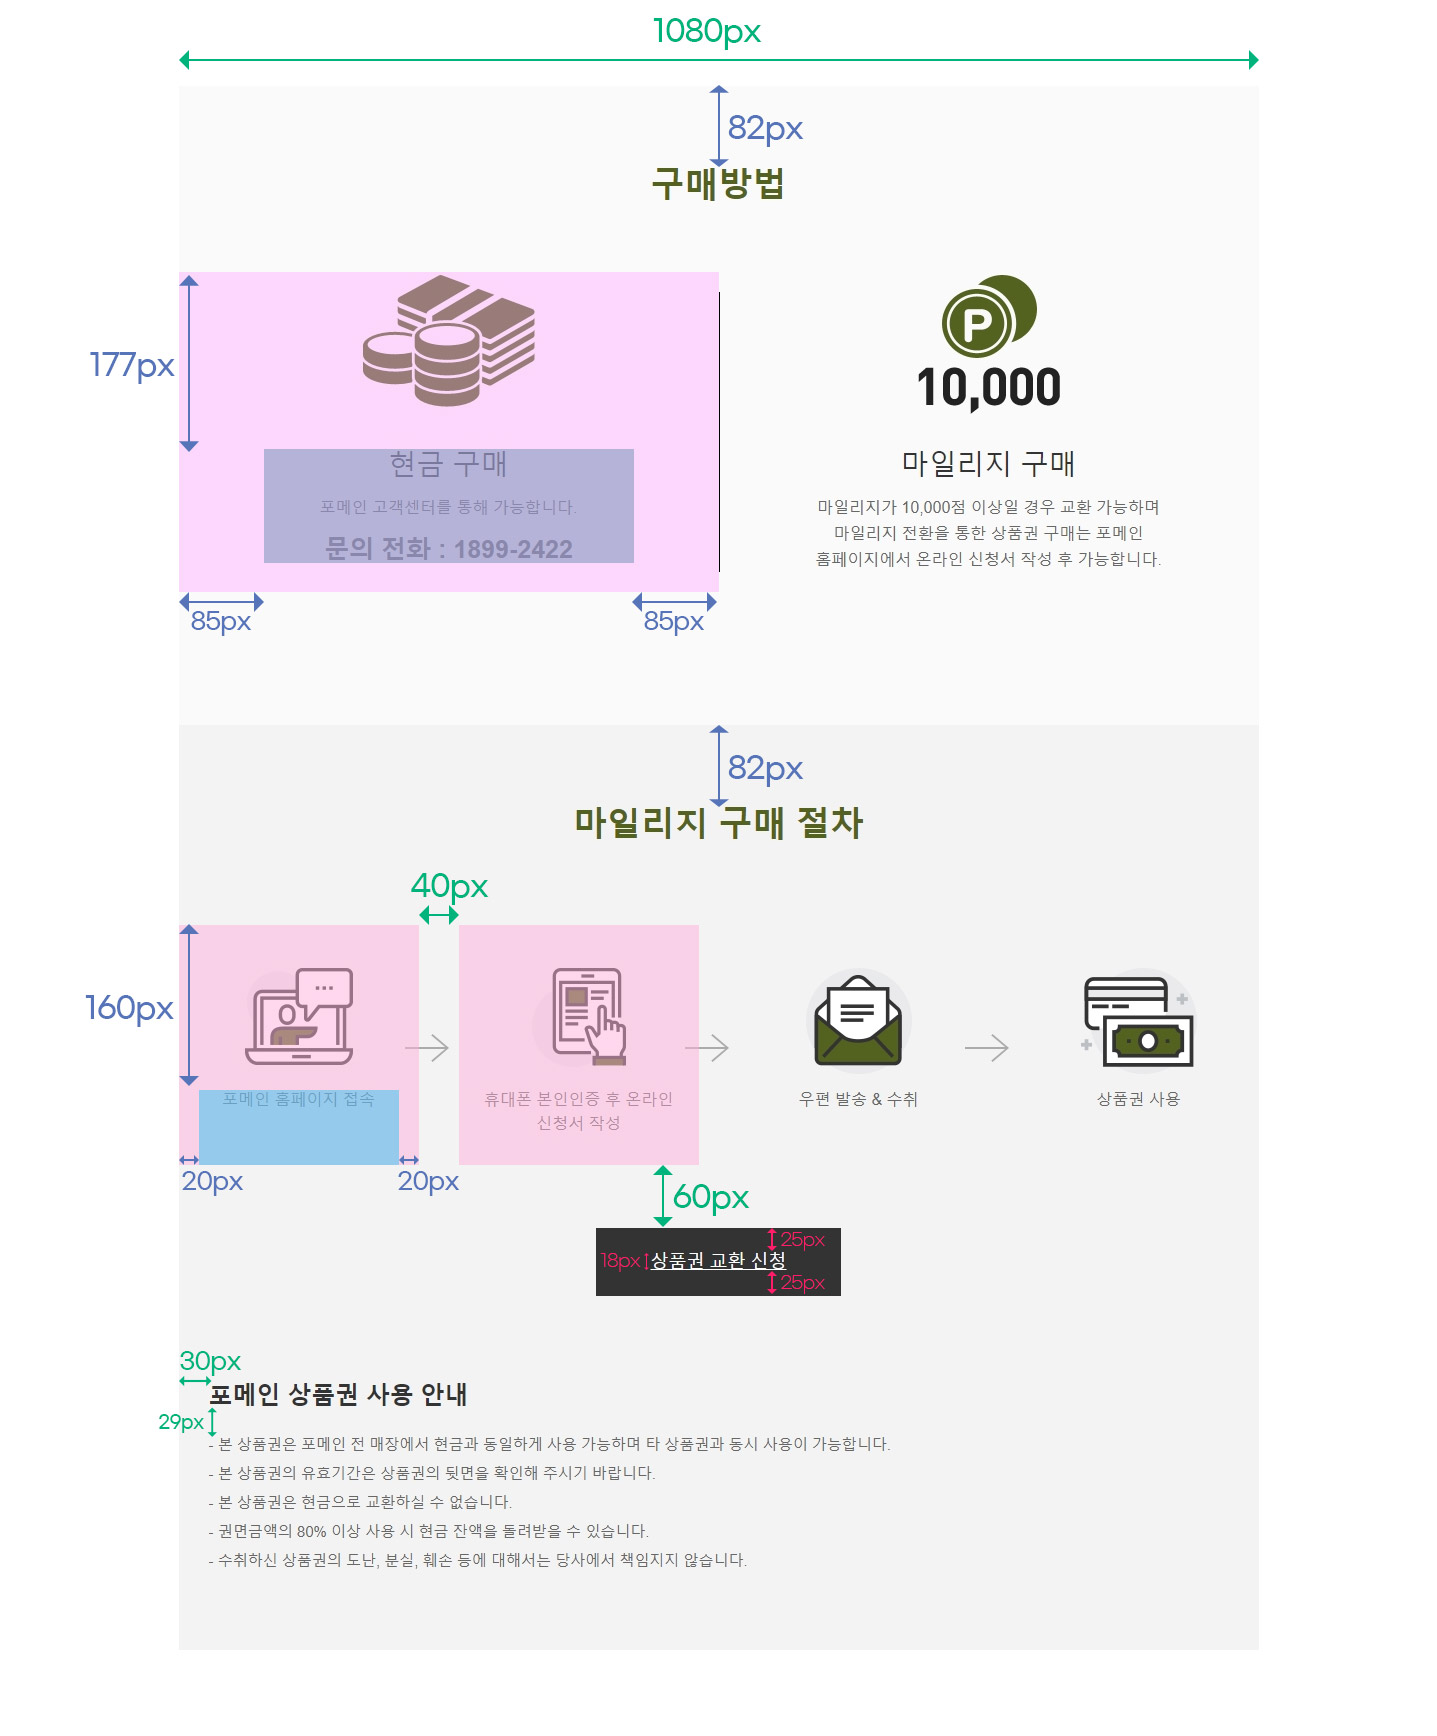 1080px
82px
구매방법
177px
P
10,000
현금 구매
포메인 고객센터를 통해 가능합니다.
문의 전화 : 1899-2422
마일리지 구매
마일리지가 10,000점 이상일 경우 교환 가능하며
마일리지 전환을 통한 상품권 구매는 포메인
홈페이지에서 온라인 신청서 작성 후 가능합니다.
85px
85px
82px
마일리지 구매 절차
40px
160px
포메인 홈페이지 접속
휴대폰 본인인증 후 온라인
신청서 작성
우편 발송 & 수취
상품권 사용
20px
20px
60px
25px
18px
상품권 교환 신청
25px
30px
포메인 상품권 사용 안내
29px
- 본 상품권은 포메인 전 매장에서 현금과 동일하게 사용 가능하며 타 상품권과 동시 사용이 가능합니다.
- 본 상품권의 유효기간은 상품권의 뒷면을 확인해 주시기 바랍니다.
- 본 상품권은 현금으로 교환하실 수 없습니다.
- 권면금액의 80% 이상 사용 시 현금 잔액을 돌려받을 수 있습니다.
- 수취하신 상품권의 도난, 분실, 훼손 등에 대해서는 당사에서 책임지지 않습니다.